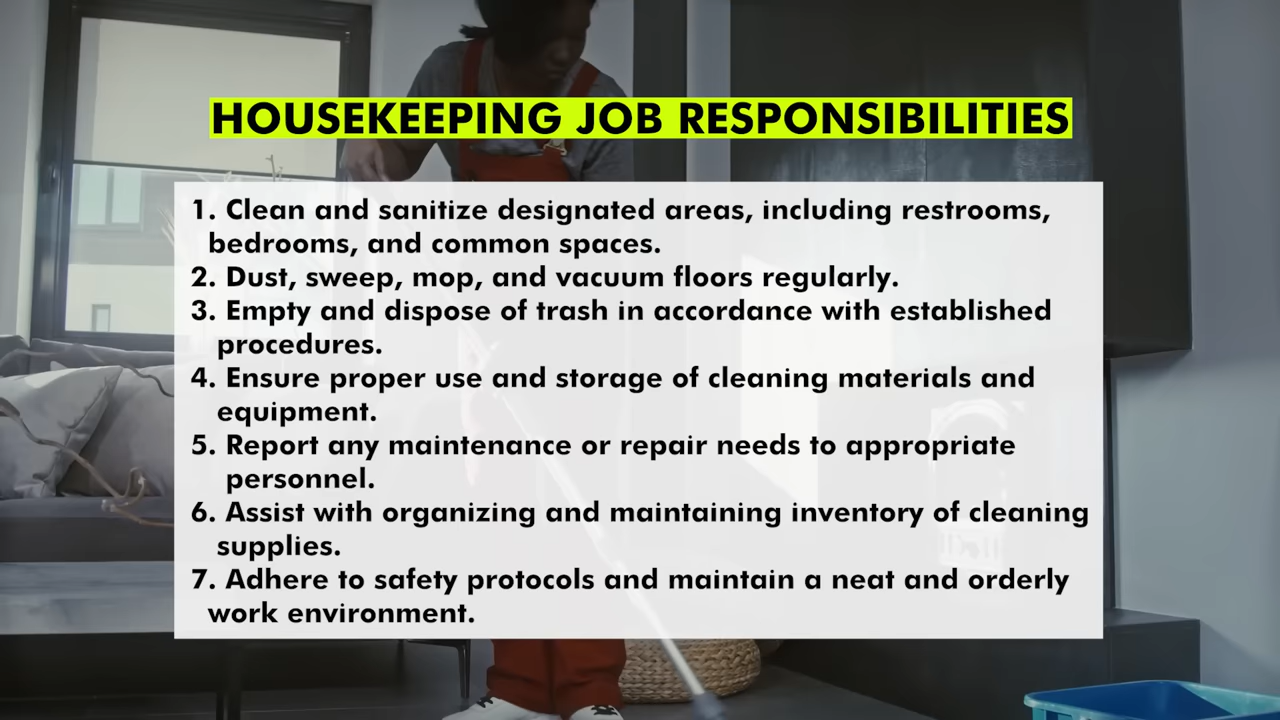 HOUSEKEEPING JOB RESPONSIBILITIES
1. Clean and sanitize designated areas, including restrooms,
bedrooms, and common spaces.
2. Dust, sweep, mop, and vacuum floors regularly.
3. Empty and dispose of trash in accordance with established
procedures.
4. Ensure proper use and storage of cleaning materials and
equipment.
5. Report any maintenance or repair needs to appropriate
personnel.
6. Assist with organizing and maintaining inventory of cleaning
supplies.
7. Adhere to safety protocols and maintain a neat and orderly
work environment.